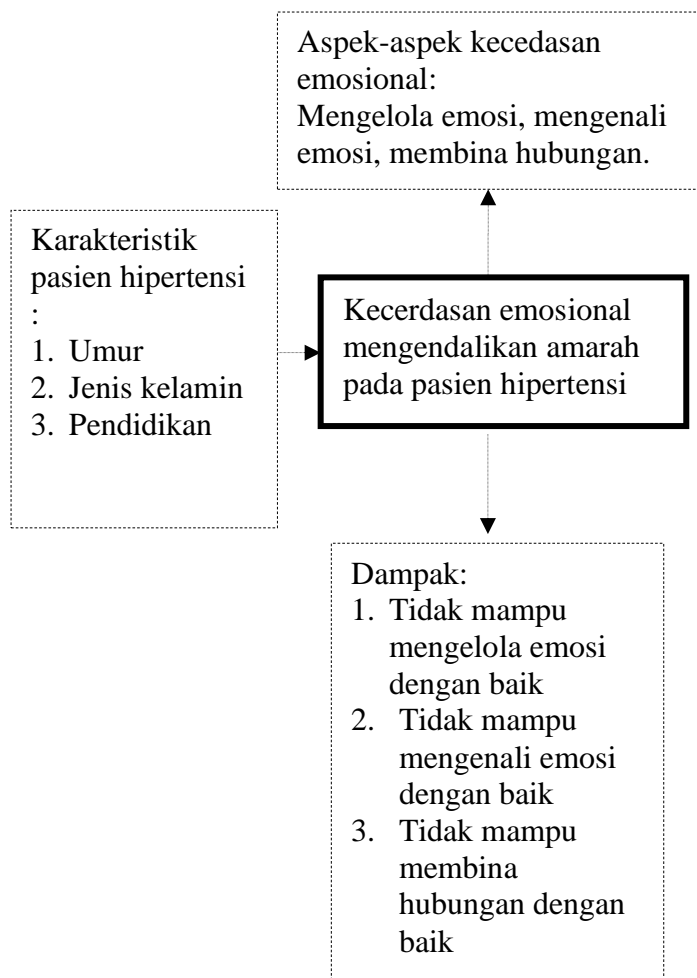 Aspek-aspek kecedasan
emosional:
Mengelola emosi, mengenali
emosi, membina hubungan.
Karakteristik
pasien hipertensi
:
1. Umur
2. Jenis kelamin
3. Pendidikan
Kecerdasan emosional
mengendalikan amarah
pada pasien hipertensi
Dampak:
1. Tidak mampu
mengelola emosi
dengan baik
2. Tidak mampu
mengenali emosi
dengan baik
3. Tidak mampu
membina
hubungan dengan
baik